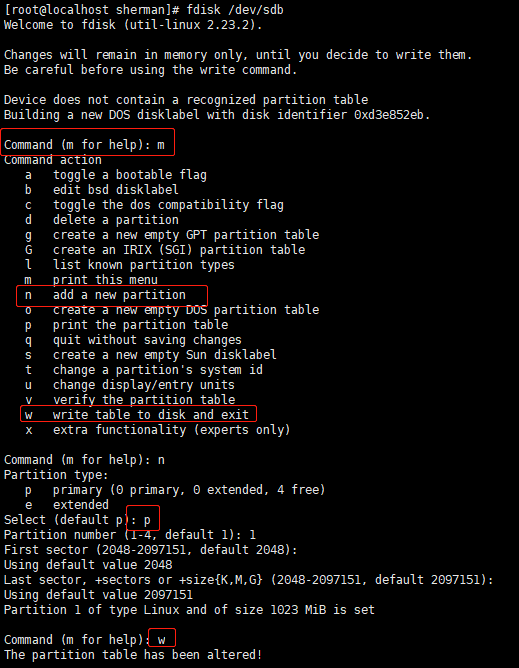 [root@localhost sherman]# fdisk /dev/sdb
Welcome to fdisk (util-linux 2.23.2).
Changes will remain in memory only, until you decide to write them.
Be careful before using the write command.
Device does not contain a recognized partition table
Building a new DOS disklabel with disk identifier 0xd3e852eb.
Command (m for help): m
Command action
a   toggle a bootable flag
b   edit bsd disklabel
c   toggle the dos compatibility flag
d   delete a partition
g   create a new empty GPT partition table
G   create an IRIX (SGI) partition table
l   list known partition types
m   print this menu
n   add a new partition
o   create a new empty DOS partition table
p   print the partition table
q   quit without saving changes
s   create a new empty Sun disklabel
t   change a partition's system id
u   change display/entry units
v   verify the partition table
w   write table to disk and exit
x   extra functionality (experts only)
Command (m for help): n
Partition type:
p   primary (0 primary, 0 extended, 4 free)
e   extended
Select (default p): p
Partition number (1-4, default 1): 1
First sector (2048-2097151, default 2048):
Using default value 2048
Last sector, +sectors or +size{K,M,G} (2048-2097151, default 2097151):
Using default value 2097151
Partition 1 of type Linux and of size 1023 MiB is set
Command (m for help): w
The partition table has been altered!